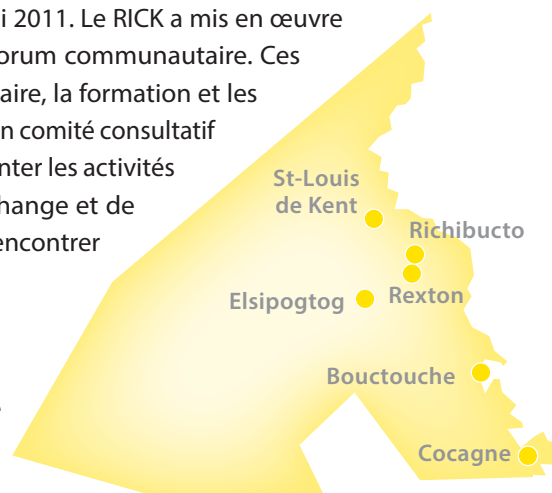 i 2011. Le RICK a mis en œuvre
orum communautaire. Ces
aire, la formation et les
n comité consultatif
nter les activités
hange et de
encontrer
St-Louis
de Kent
Richibucto
Elsipogtog
Rexton
Bouctouche
Cocagne